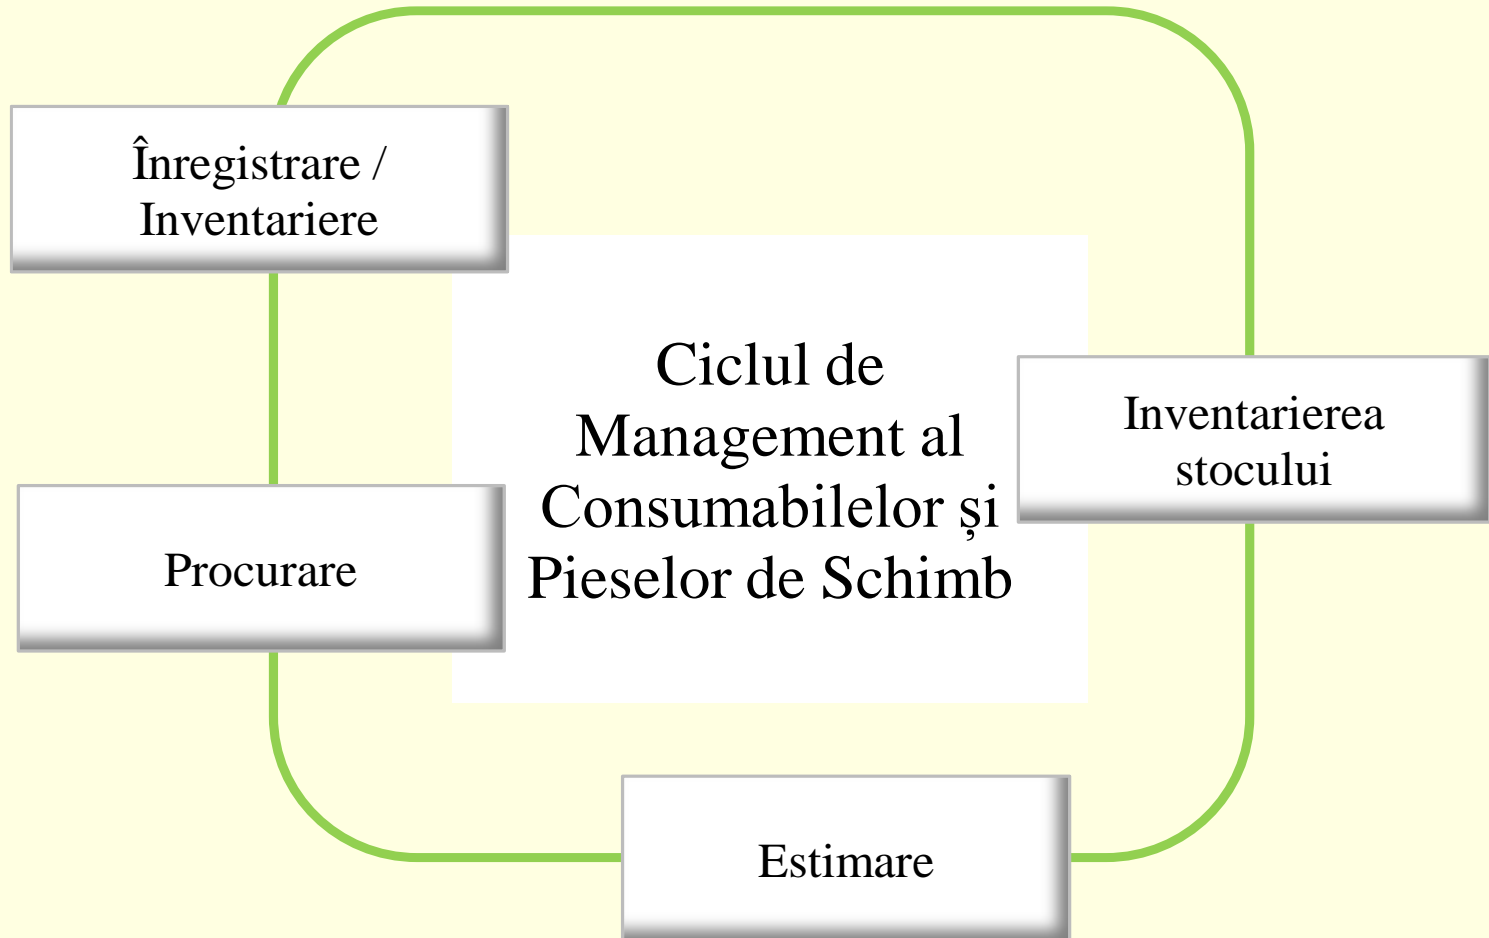 Înregistrare /
Inventariere
Ciclul de
Management al
Consumabilelor și
Pieselor de Schimb
Inventarierea
stocului
Procurare
Estimare